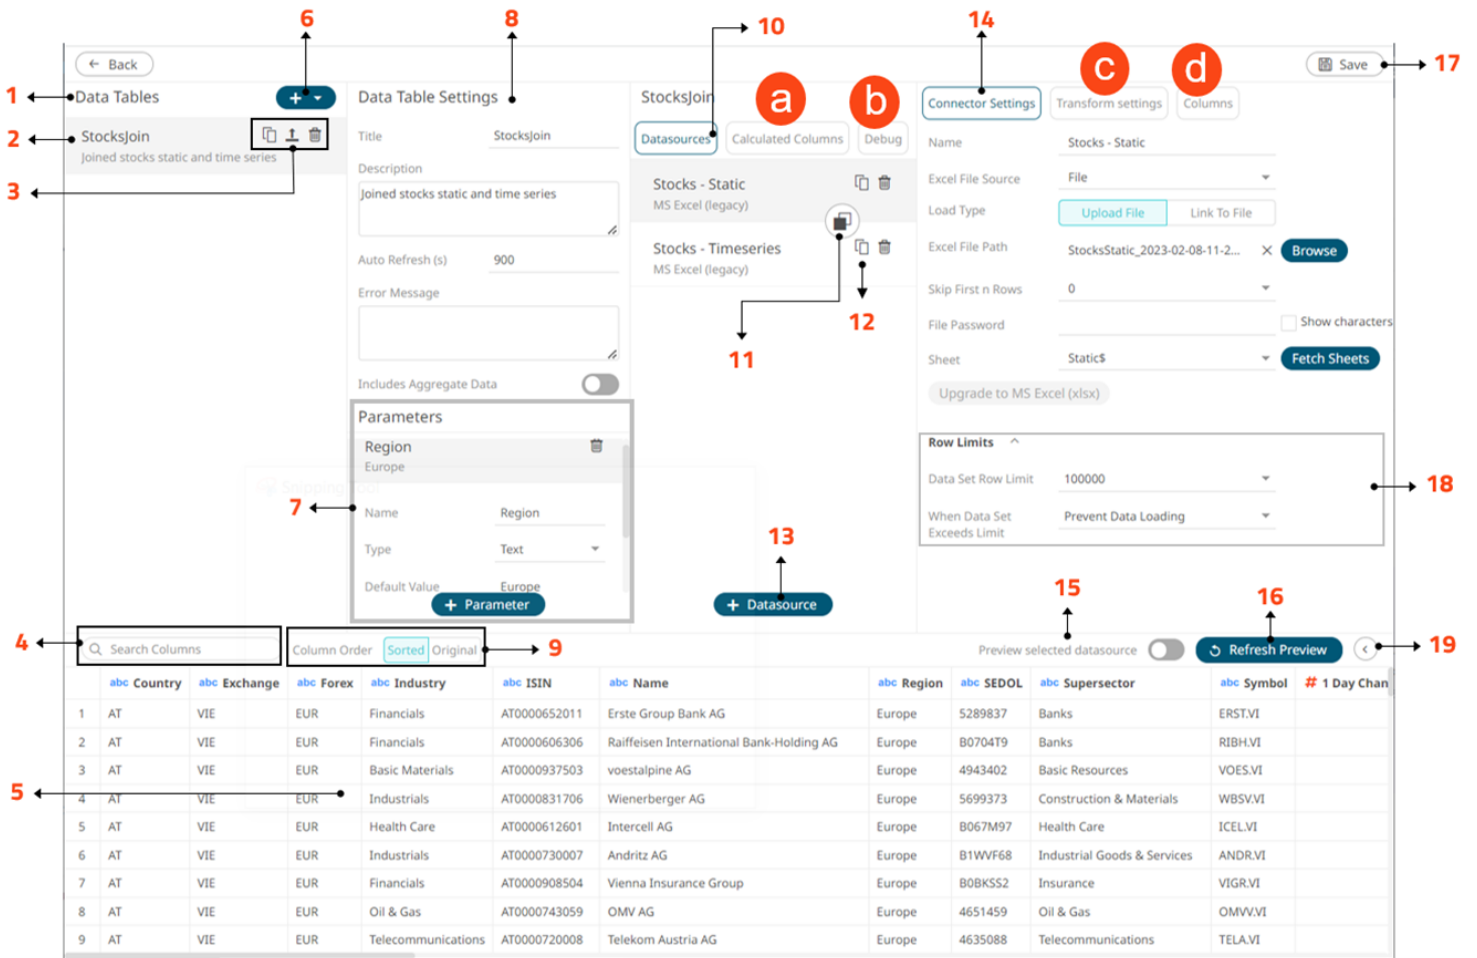 6
8
10
14
Back
a
b
c
d
Save
17
1
Data Tables
Data Table Settings
StocksJoin
Connector Settings
Transform settings
Columns
2
StocksJoin
Joined stocks static and time series
3
Title
StocksJoin
Description
Joined stocks static and time series
Auto Refresh (s)
900
Error Message
Includes Aggregate Data
Parameters
Region
Europe
Snipping Tool
7
Name
Region
Type
Text
Default Value
Europe
+ Parameter
Datasources
Calculated Columns
Debug
Stocks - Static
MS Excel (legacy)
Stocks - Timeseries
MS Excel (legacy)
11
12
13
+ Datasource
Name
Stocks - Static
Excel File Source
File
Load Type
Upload File
Link To File
Excel File Path
StocksStatic_2023-02-08-11-2...
Browse
Skip First n Rows
0
File Password
Show characters
Sheet
Static$
Fetch Sheets
Upgrade to MS Excel (xlsx)
Row Limits
Data Set Row Limit
100000
When Data Set
Exceeds Limit
Prevent Data Loading
18
15
16
4
Search Columns
Column Order
Sorted
Original
9
Preview selected datasource
Refresh Preview
19
abc Country abc Exchange abc Forex abc Industry abc ISIN abc Name abc Region abc SEDOL abc Supersector abc Symbol # 1 Day Chan
1 AT VIE EUR Financials AT0000652011 Erste Group Bank AG Europe 5289837 Banks ERST.VI
2 AT VIE EUR Financials AT0000606306 Raiffeisen International Bank-Holding AG Europe B0704T9 Banks RIBH.VI
3 AT VIE EUR Basic Materials AT0000937503 voestalpine AG Europe 4943402 Basic Resources VOES.VI
5
4 AT VIE EUR Industrials AT0000831706 Wienerberger AG Europe 5699373 Construction & Materials WBSV.VI
5 AT VIE EUR Health Care AT0000612601 Intercell AG Europe B067M97 Health Care ICEL.VI
6 AT VIE EUR Industrials AT0000730007 Andritz AG Europe B1WVF68 Industrial Goods & Services ANDR.VI
7 AT VIE EUR Financials AT0000908504 Vienna Insurance Group Europe B0BKSS2 Insurance VIGR.VI
8 AT VIE EUR Oil & Gas AT0000743059 OMV AG Europe 4651459 Oil & Gas OMVV.VI
9 AT VIE EUR Telecommunications AT0000720008 Telekom Austria AG Europe 4635088 Telecommunications TELA.VI